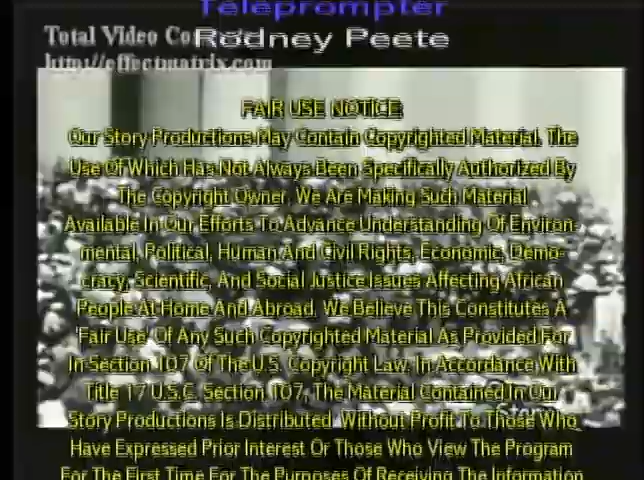 Teleprompter
Total Video Co
Rodney Peete
http://effectmatrix.com
FAIR USE NOTICE
Our Story Productions May Contain Copyrighted Material, The
Use Of Which Has Not Always Been Specifically Authorized By
The Copyright Owner. We Are Making Such Material
Available In Our Efforts To Advance Understanding Of Environ-
mental, Political, Human And Civil Rights, Economic, Demo-
cracy, Scientific, And Social Justice Issues Affecting African
People At Home And Abroad. We Believe This Constitutes A
'Fair Use' Of Any Such Copyrighted Material As Provided For
In Section 107 Of The U.S. Copyright Law. In Accordance With
Title 17 U.S.C. Section 107, The Material Contained In Our
Story Productions Is Distributed Without Profit To Those Who
Have Expressed Prior Interest Or Those Who View The Program
For The First Time For The Purposes Of Receiving The Information